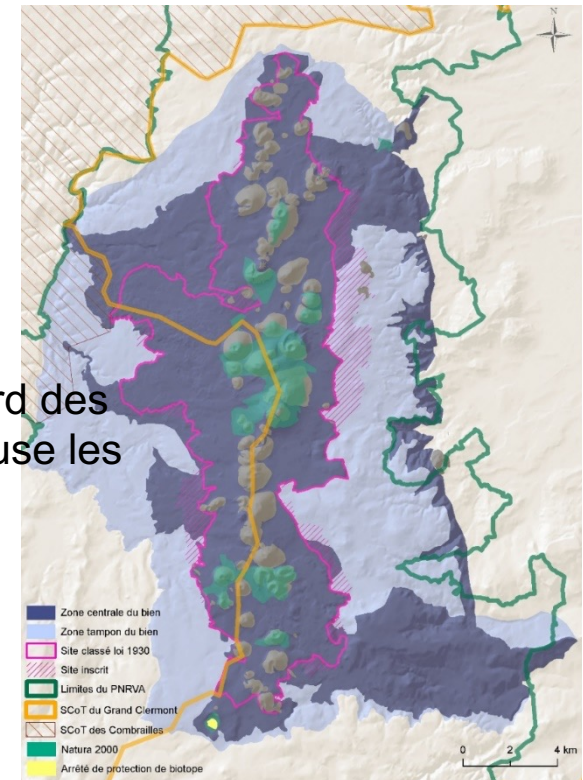 N
rd des
use les
Zone centrale du bien
Zone tampon du bien
Site classé loi 1930
Site inscrit
Limites du PNRVA
SCoT du Grand Clermont
SCoT des Combrailles
Natura 2000
Arrêté de protection de biotope
0 2 4 km